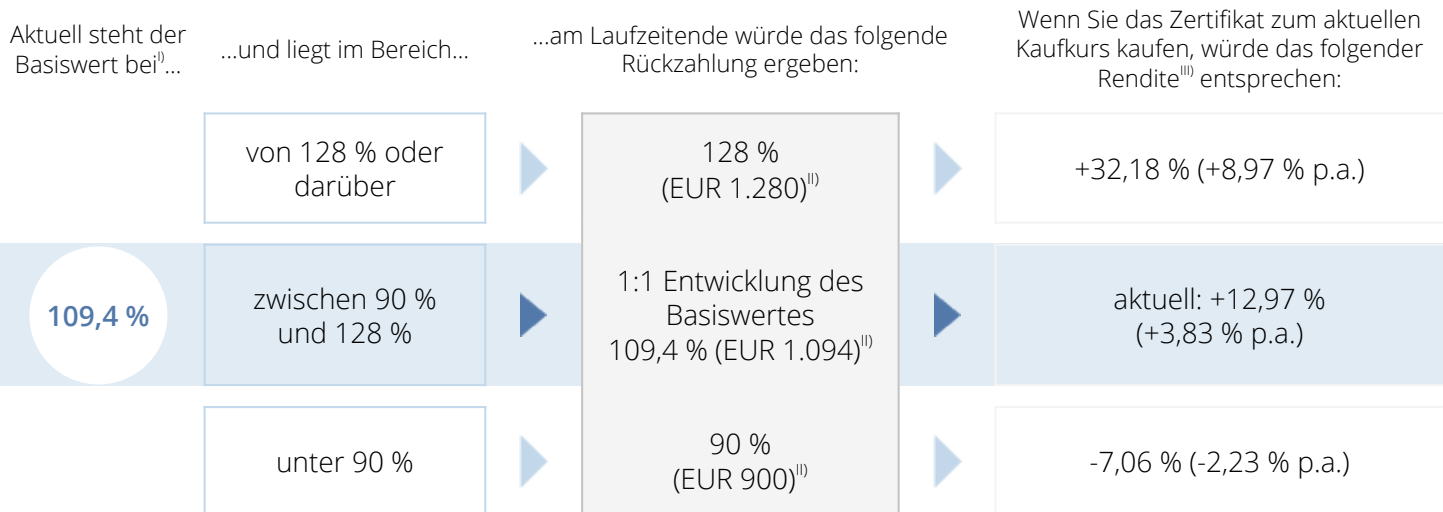 Aktuell steht der
Basiswert bei^I)...
...und liegt im Bereich...
...am Laufzeitende würde das folgende
Rückzahlung ergeben:
Wenn Sie das Zertifikat zum aktuellen
Kaufkurs kaufen, würde das folgender
Rendite^III) entsprechen:
von 128 % oder
darüber
128 %
(EUR 1.280)^II)
+32,18 % (+8,97 % p.a.)
109,4 %
zwischen 90 %
und 128 %
1:1 Entwicklung des
Basiswertes
109,4 % (EUR 1.094)^II)
aktuell: +12,97 %
(+3,83 % p.a.)
unter 90 %
90 %
(EUR 900)^II)
-7,06 % (-2,23 % p.a.)